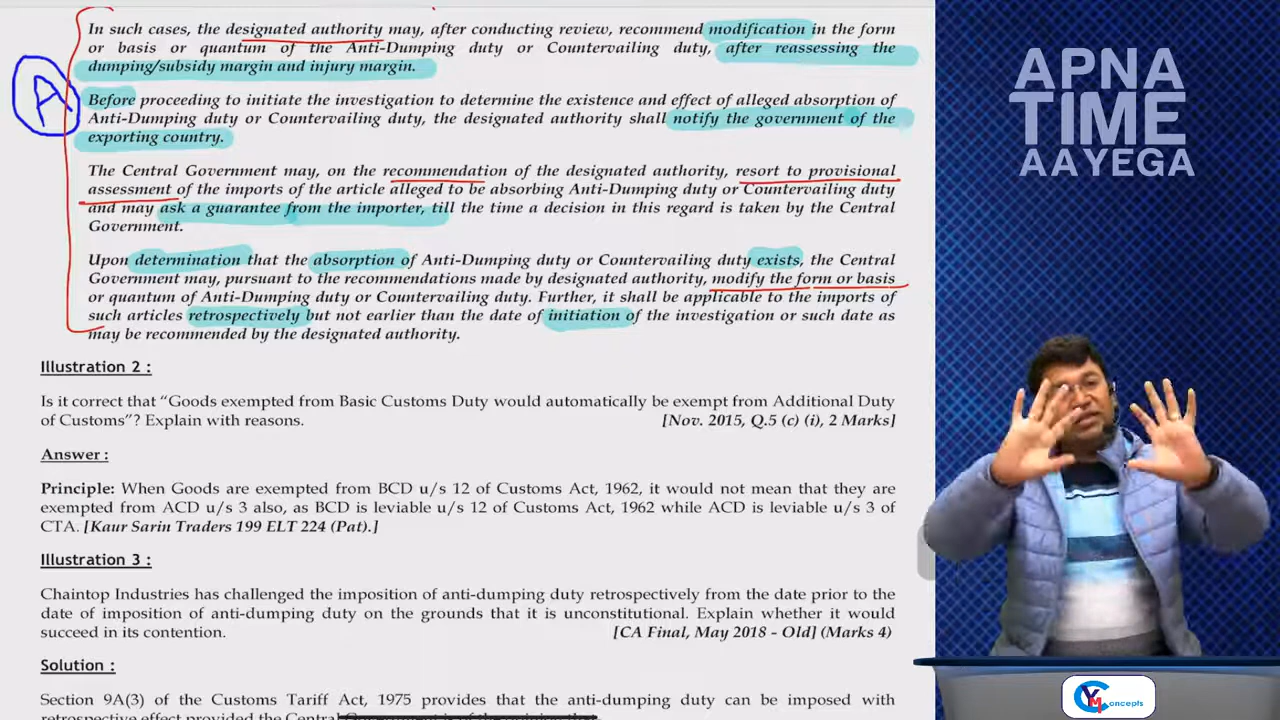 In such cases, the designated authority may, after conducting review, recommend modification in the form
or basis or quantum of the Anti-Dumping duty or Countervailing duty, after reassessing the
dumping/subsidy margin and injury margin.
A
Before proceeding to initiate the investigation to determine the existence and effect of alleged absorption of
Anti-Dumping duty or Countervailing duty, the designated authority shall notify the government of the
exporting country.
The Central Government may, on the recommendation of the designated authority, resort to provisional
assessment of the imports of the article alleged to be absorbing Anti-Dumping duty or Countervailing duty
and may ask a guarantee from the importer, till the time a decision in this regard is taken by the Central
Government.
Upon determination that the absorption of Anti-Dumping duty or Countervailing duty exists, the Central
Government may, pursuant to the recommendations made by designated authority, modify the form or basis
or quantum of Anti-Dumping duty or Countervailing duty. Further, it shall be applicable to the imports of
such articles retrospectively but not earlier than the date of initiation of the investigation or such date as
may be recommended by the designated authority.
Illustration 2 :
Is it correct that “Goods exempted from Basic Customs Duty would automatically be exempt from Additional Duty
of Customs”? Explain with reasons. [Nov. 2015, Q.5 (c) (i), 2 Marks]
Answer :
Principle: When Goods are exempted from BCD u/s 12 of Customs Act, 1962, it would not mean that they are
exempted from ACD u/s 3 also, as BCD is leviable u/s 12 of Customs Act, 1962 while ACD is leviable u/s 3 of
CTA. [Kaur Sarin Traders 199 ELT 224 (Pat).]
Illustration 3 :
Chaintop Industries has challenged the imposition of anti-dumping duty retrospectively from the date prior to the
date of imposition of anti-dumping duty on the grounds that it is unconstitutional. Explain whether it would
succeed in its contention. [CA Final, May 2018 - Old] (Marks 4)
Solution :
Section 9A(3) of the Customs Tariff Act, 1975 provides that the anti-dumping duty can be imposed with
retrospective effect provided the Central
APNA
TIME
AAYEGA
YM Concepts